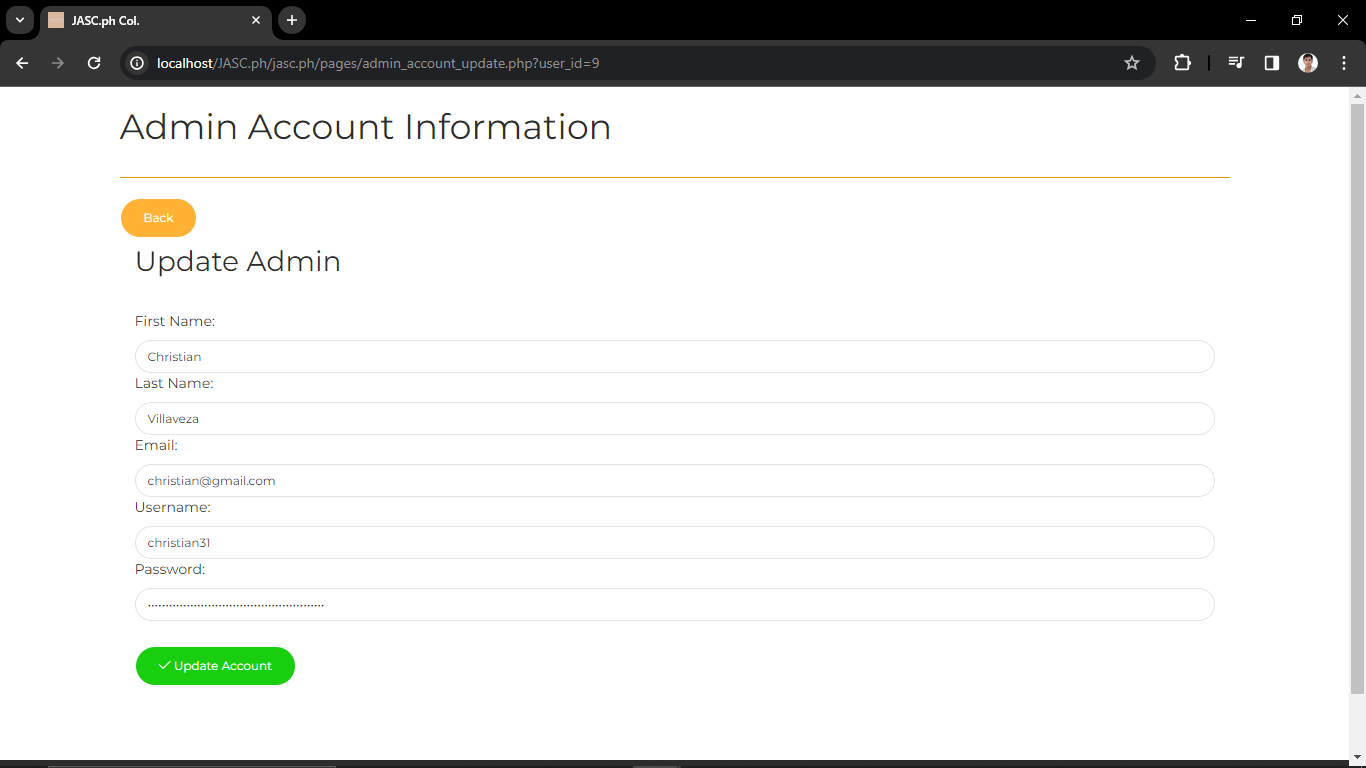 JASC.ph Col.
localhost/JASC.ph/jasc.ph/pages/admin_account_update.php?user_id=9
Admin Account Information
Back
Update Admin
First Name:
Christian
Last Name:
Villaveza
Email:
christian@gmail.com
Username:
christian31
Password:
Update Account